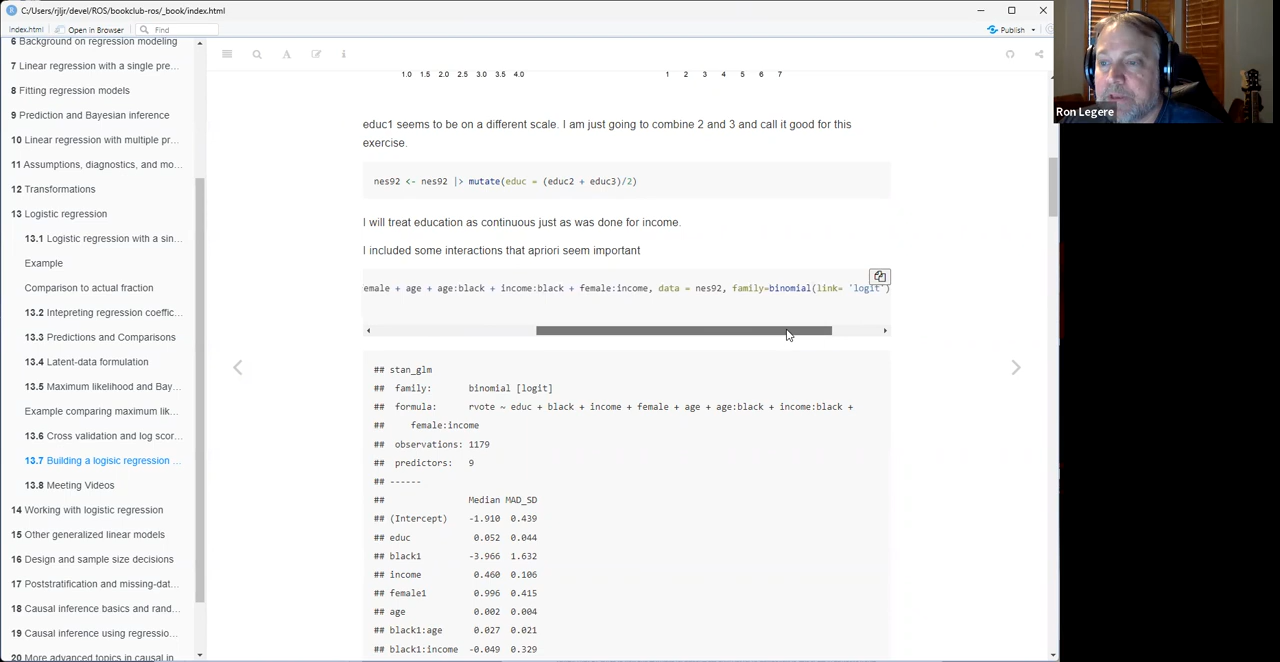 C:/Users/rjljr/devel/ROS/bookclub-ros/_book/index.html
index.html
Open in Browser
Find
Publish
6 Background on regression modeling
7 Linear regression with a single pre...
8 Fitting regression models
9 Prediction and Bayesian inference
10 Linear regression with multiple pr...
11 Assumptions, diagnostics, and mo...
12 Transformations
13 Logistic regression
13.1 Logistic regression with a sin...
Example
Comparison to actual fraction
13.2 Intepreting regression coeffic...
13.3 Predictions and Comparisons
13.4 Latent-data formulation
13.5 Maximum likelihood and Bay...
Example comparing maximum lik...
13.6 Cross validation and log scor...
13.7 Building a logisic regression ...
13.8 Meeting Videos
14 Working with logistic regression
15 Other generalized linear models
16 Design and sample size decisions
17 Poststratification and missing-dat...
18 Causal inference basics and rand...
19 Causal inference using regressio...
20 More advanced topics in causal in
1.0 1.5 2.0 2.5 3.0 3.5 4.0
1 2 3 4 5 6 7
educ1 seems to be on a different scale. I am just going to combine 2 and 3 and call it good for this
exercise.
nes92 <- nes92 |> mutate(educ = (educ2 + educ3)/2)
I will treat education as continuous just as was done for income.
I included some interactions that apriori seem important
emale + age + age:black + income:black + female:income, data = nes92, family=binomial(link= 'logit')
## stan_glm
## family: binomial [logit]
## formula: rvote ~ educ + black + income + female + age + age:black + income:black +
## female:income
## observations: 1179
## predictors: 9
## ------
## Median MAD_SD
## (Intercept) -1.910 0.439
## educ 0.052 0.044
## black1 -3.966 1.632
## income 0.460 0.106
## female1 0.996 0.415
## age 0.002 0.004
## black1:age 0.027 0.021
## black1:income -0.049 0.329
Ron Legere